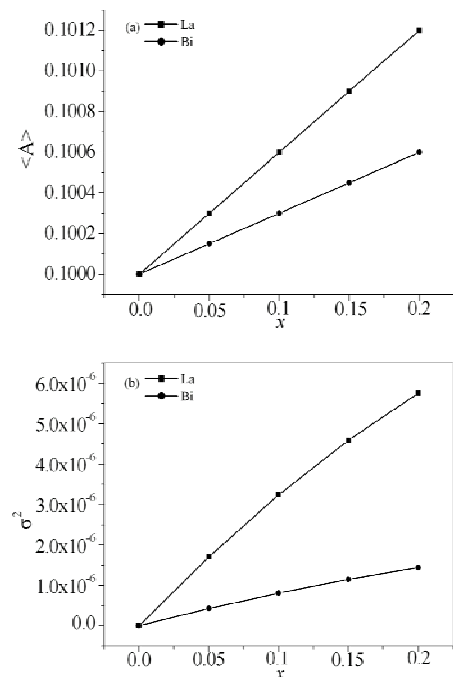 (a) La
Bi
0.1012
0.1010
0.1008
0.1006
0.1004
0.1002
0.1000
<A>
0.0 0.05 0.1 0.15 0.2
x
(b) La
Bi
6.0x10^-6
5.0x10^-6
4.0x10^-6
3.0x10^-6
2.0x10^-6
1.0x10^-6
0.0
σ²
0.0 0.05 0.1 0.15 0.2
x